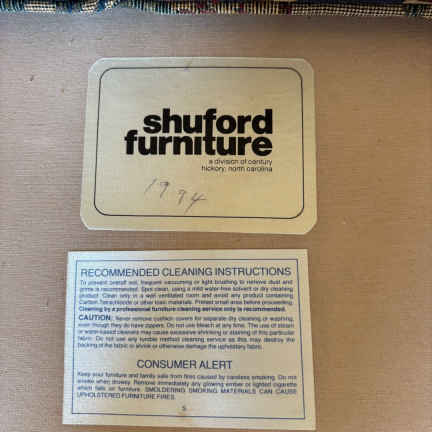 shuford
furniture
a division of century
hickory, north carolina
1994
RECOMMENDED CLEANING INSTRUCTIONS
To prevent overall soil, frequent vacuuming or light brushing to remove dust and
grime is recommended. Spot clean, using a mild water-free solvent or dry cleaning
product. Clean only in a well ventilated room and avoid any product containing
Carbon Tetrachloride or other toxic materials. Pretest small area before proceeding.
Cleaning by a professional furniture cleaning service only is recommended.
CAUTION: Never remove cushion covers for separate dry cleaning or washing,
even though they do have zippers. Do not use bleach at any time. The use of steam
or water-based cleaners may cause excessive shrinking or staining of this particular
fabric. Do not use any tumble cleaning service as this may destroy the
backing of the fabric or shrink or otherwise damage the upholstery fabric.
CONSUMER ALERT
Keep your furniture and family safe from fires caused by careless smoking. Do not
smoke when drowsy. Remove immediately any glowing ember or lighted cigarette
which falls on furniture. SMOLDERING SMOKING MATERIALS CAN CAUSE
UPHOLSTERED FURNITURE FIRES.
S